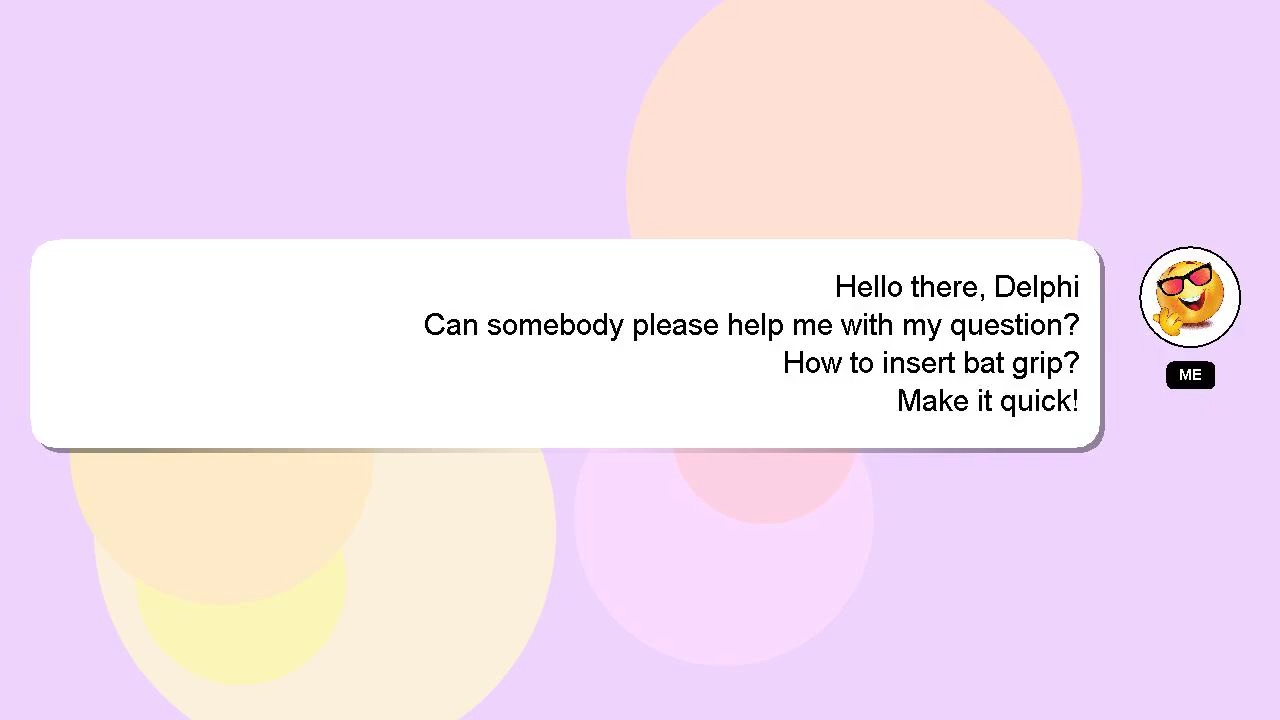 Hello there, Delphi
Can somebody please help me with my question?
How to insert bat grip?
Make it quick!
ME